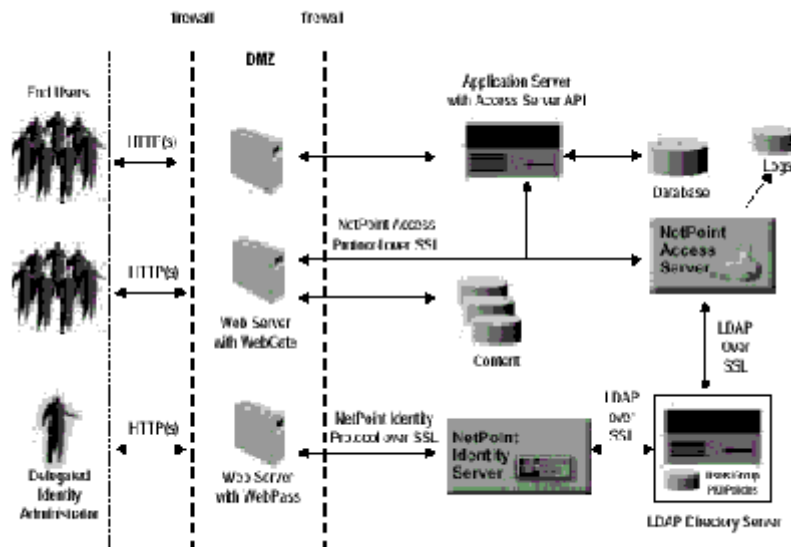 firewall
firewall
DMZ
End Users
Application Server
with Access Server API
HTTP(s)
Logs
Database
NetPoint Access
Protocol over SSL
NetPoint
Access
Server
HTTP(s)
Web Server
with WebGate
Content
LDAP
Over
SSL
LDAP
over
SSL
HTTP(s)
NetPoint Identity
Protocol over SSL
NetPoint
Identity
Server
Web Server
with WebPass
Delegated
Identity
Administrator
LDAP Directory Server